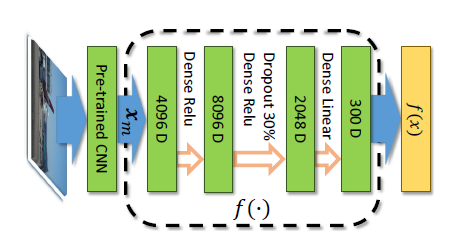 Pre-trained CNN
x_m
4096 D
Dense Relu
8096 D
Dropout 30%
Dense Relu
2048 D
Dense Linear
300 D
f(x)
f(·)